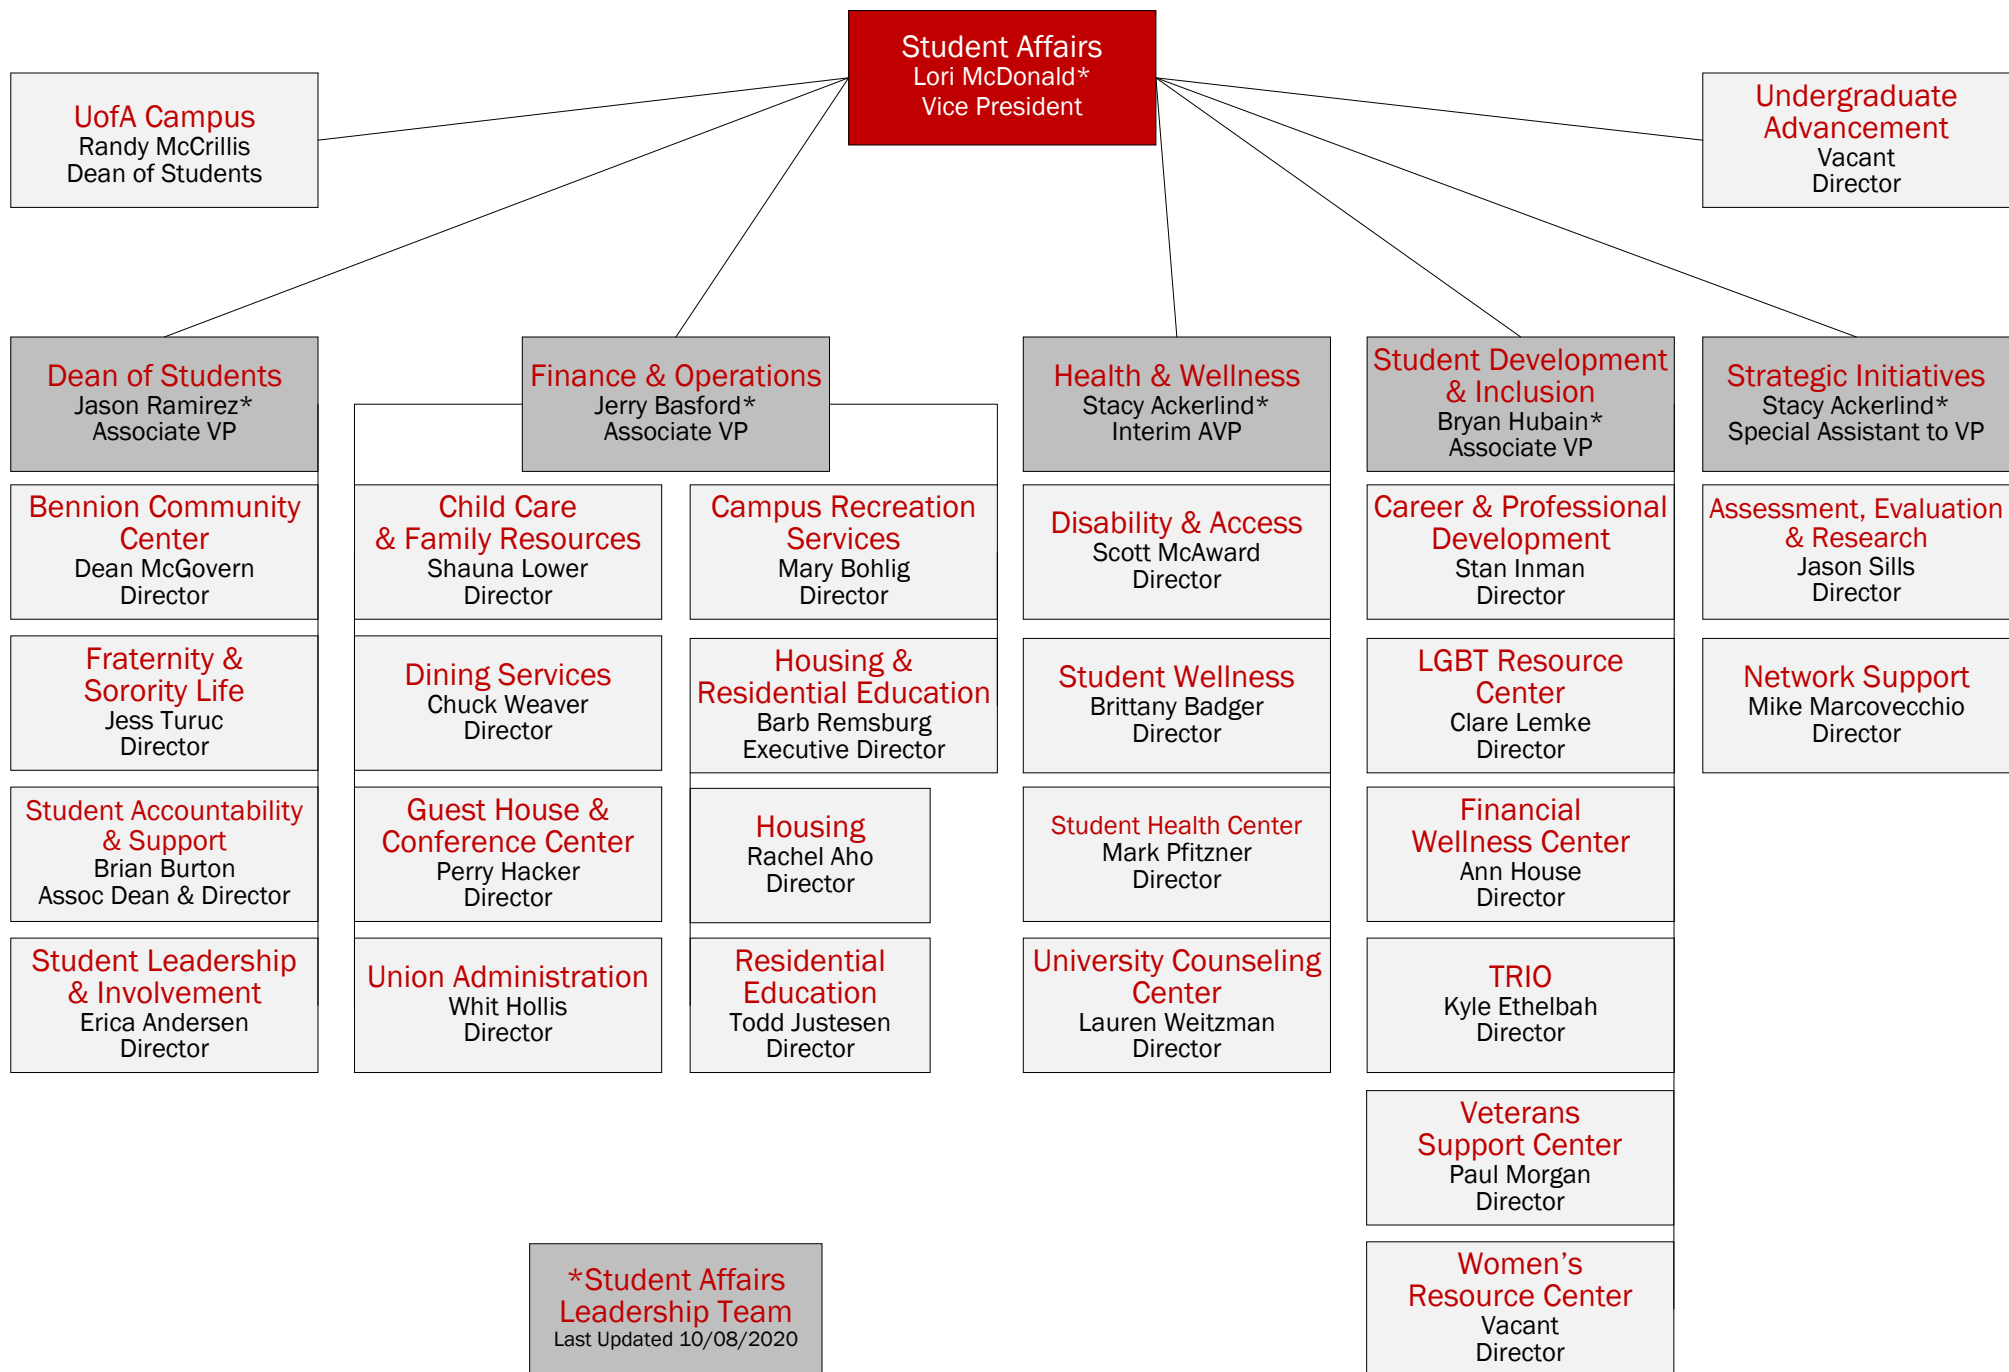 Student Affairs
Lori McDonald*
Vice President
UofA Campus
Randy McCrillis
Dean of Students
Undergraduate
Advancement
Vacant
Director
Dean of Students
Jason Ramirez*
Associate VP
Bennion Community
Center
Dean McGovern
Director
Fraternity &
Sorority Life
Jess Turuc
Director
Student Accountability
& Support
Brian Burton
Assoc Dean & Director
Student Leadership
& Involvement
Erica Andersen
Director
Finance & Operations
Jerry Basford*
Associate VP
Child Care
& Family Resources
Shauna Lower
Director
Dining Services
Chuck Weaver
Director
Guest House &
Conference Center
Perry Hacker
Director
Union Administration
Whit Hollis
Director
Campus Recreation
Services
Mary Bohlig
Director
Housing &
Residential Education
Barb Remsburg
Executive Director
Housing
Rachel Aho
Director
Residential
Education
Todd Justesen
Director
Health & Wellness
Stacy Ackerlind*
Interim AVP
Disability & Access
Scott McAward
Director
Student Wellness
Brittany Badger
Director
Student Health Center
Mark Pfitzner
Director
University Counseling
Center
Lauren Weitzman
Director
Student Development
& Inclusion
Bryan Hubain*
Associate VP
Career & Professional
Development
Stan Inman
Director
LGBT Resource
Center
Clare Lemke
Director
Financial
Wellness Center
Ann House
Director
TRIO
Kyle Ethelbah
Director
Veterans
Support Center
Paul Morgan
Director
Women’s
Resource Center
Vacant
Director
Strategic Initiatives
Stacy Ackerlind*
Special Assistant to VP
Assessment, Evaluation
& Research
Jason Sills
Director
Network Support
Mike Marcovecchio
Director
*Student Affairs
Leadership Team
Last Updated 10/08/2020